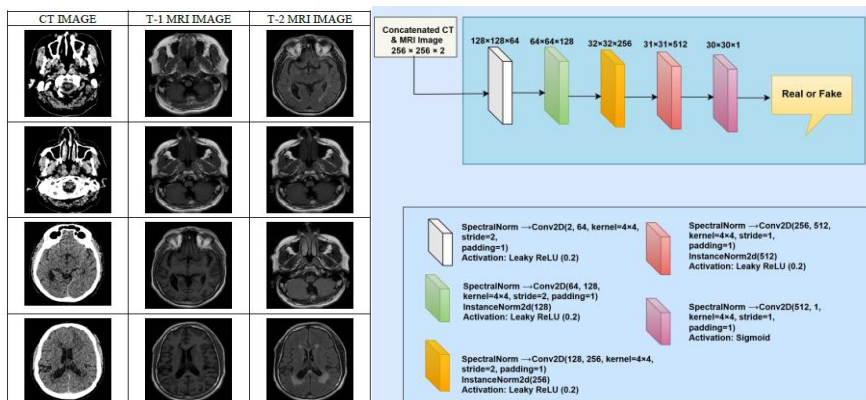 CT IMAGE
T-1 MRI IMAGE
T-2 MRI IMAGE
Concatenated CT
& MRI Image
256 × 256 × 2
128×128×64
64×64×128
32×32×256
31×31×512
30×30×1
Real or Fake
SpectralNorm →Conv2D(2, 64, kernel=4×4,
stride=2,
padding=1)
Activation: Leaky ReLU (0.2)
SpectralNorm →Conv2D(64, 128,
kernel=4×4, stride=2, padding=1)
InstanceNorm2d(128)
Activation: Leaky ReLU (0.2)
SpectralNorm →Conv2D(128, 256, kernel=4×4,
stride=2, padding=1)
InstanceNorm2d(256)
Activation: Leaky ReLU (0.2)
SpectralNorm →Conv2D(256, 512,
kernel=4×4, stride=1,
padding=1)
InstanceNorm2d(512)
Activation: Leaky ReLU (0.2)
SpectralNorm →Conv2D(512, 1,
kernel=4×4, stride=1,
padding=1)
Activation: Sigmoid